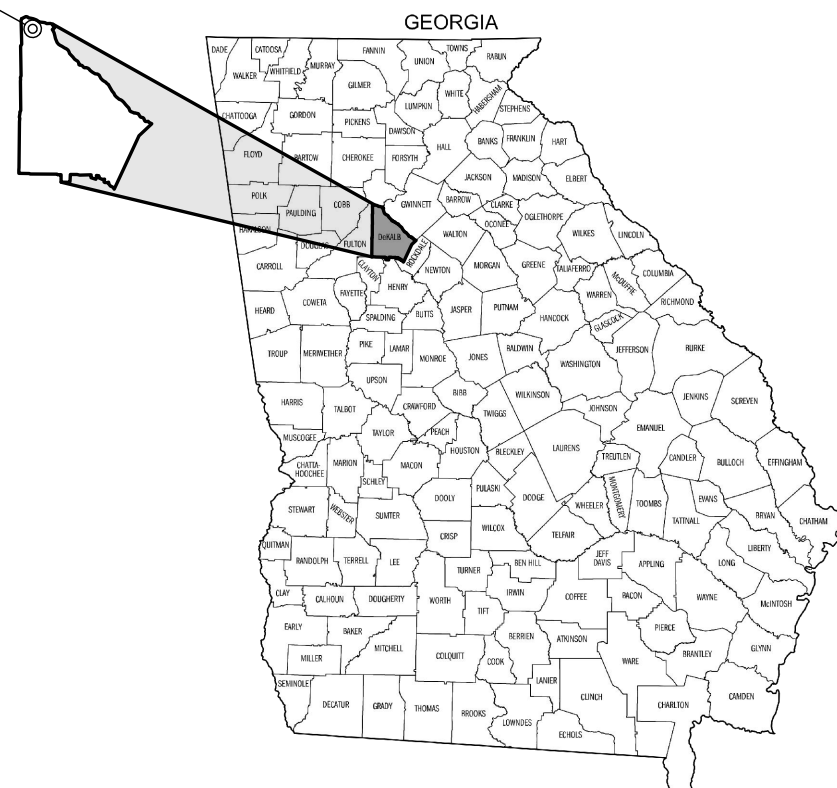 GEORGIA
DADE
CATOOSA
WHITFIELD
MURRAY
FANNIN
UNION
TOWNS
RABUN
WALKER
GILMER
LUMPKIN
WHITE
HABERSHAM
STEPHENS
CHATTOOGA
GORDON
PICKENS
DAWSON
HALL
BANKS
FRANKLIN
HART
FLOYD
BARTOW
CHEROKEE
FORSYTH
JACKSON
MADISON
ELBERT
POLK
PAULDING
COBB
GWINNETT
BARROW
CLARKE
OCONEE
OGLETHORPE
WILKES
LINCOLN
HARALSON
DOUGLAS
FULTON
DeKALB
ROCKDALE
WALTON
CARROLL
CLAYTON
HENRY
NEWTON
MORGAN
GREENE
TALIAFERRO
McDUFFIE
COLUMBIA
WARREN
RICHMOND
HEARD
COWETA
FAYETTE
SPALDING
BUTTS
JASPER
PUTNAM
HANCOCK
GLASCOCK
TROUP
MERIWETHER
PIKE
LAMAR
MONROE
JONES
BALDWIN
WASHINGTON
JEFFERSON
RURKE
UPSON
HARRIS
TALBOT
CRAWFORD
BIBB
TWIGGS
WILKINSON
JOHNSON
EMANUEL
JENKINS
SCREVEN
MUSCOGEE
TAYLOR
PEACH
HOUSTON
BLECKLEY
LAURENS
TREUTLEN
CANDLER
BULLOCH
EFFINGHAM
CHATTA-
HOOCHEE
MARION
SCHLEY
MACON
DOOLY
PULASKI
DODGE
WHEELER
MONTGOMERY
TOOMBS
TATTNALL
EVANS
BRYAN
CHATHAM
STEWART
WEBSTER
SUMTER
CRISP
WILCOX
TELFAIR
LIBERTY
QUITMAN
RANDOLPH
TERRELL
LEE
TURNER
BEN HILL
JEFF
DAVIS
APPLING
LONG
CLAY
CALHOUN
DOUGHERTY
WORTH
TIFT
IRWIN
COFFEE
BACON
WAYNE
McINTOSH
EARLY
BAKER
MITCHELL
COLQUITT
COOK
BERRIEN
ATKINSON
PIERCE
BRANTLEY
GLYNN
MILLER
LANIER
WARE
SEMINOLE
DECATUR
GRADY
THOMAS
BROOKS
LOWNDES
CLINCH
ECHOLS
CHARLTON
CAMDEN